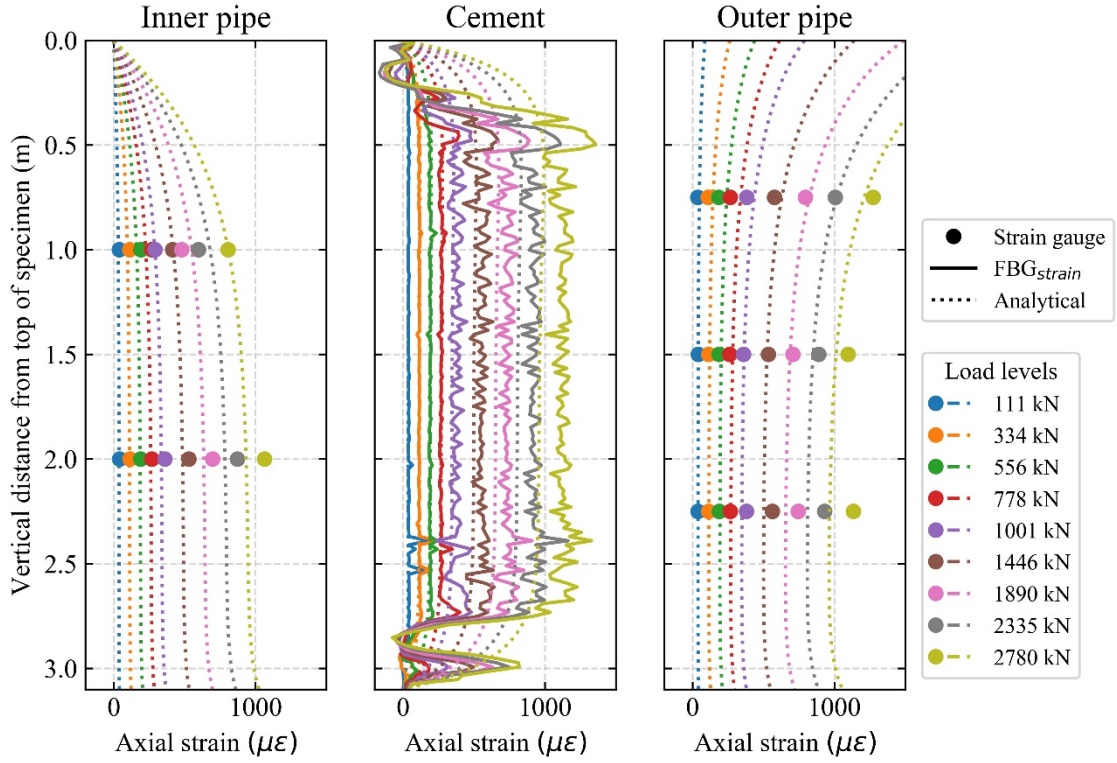 Inner pipe
Cement
Outer pipe
Vertical distance from top of specimen (m)
0.0
0.5
1.0
1.5
2.0
2.5
3.0
0
1000
0
1000
0
1000
Axial strain (με)
Axial strain (με)
Axial strain (με)
Strain gauge
FBGstrain
Analytical
Load levels
111 kN
334 kN
556 kN
778 kN
1001 kN
1446 kN
1890 kN
2335 kN
2780 kN